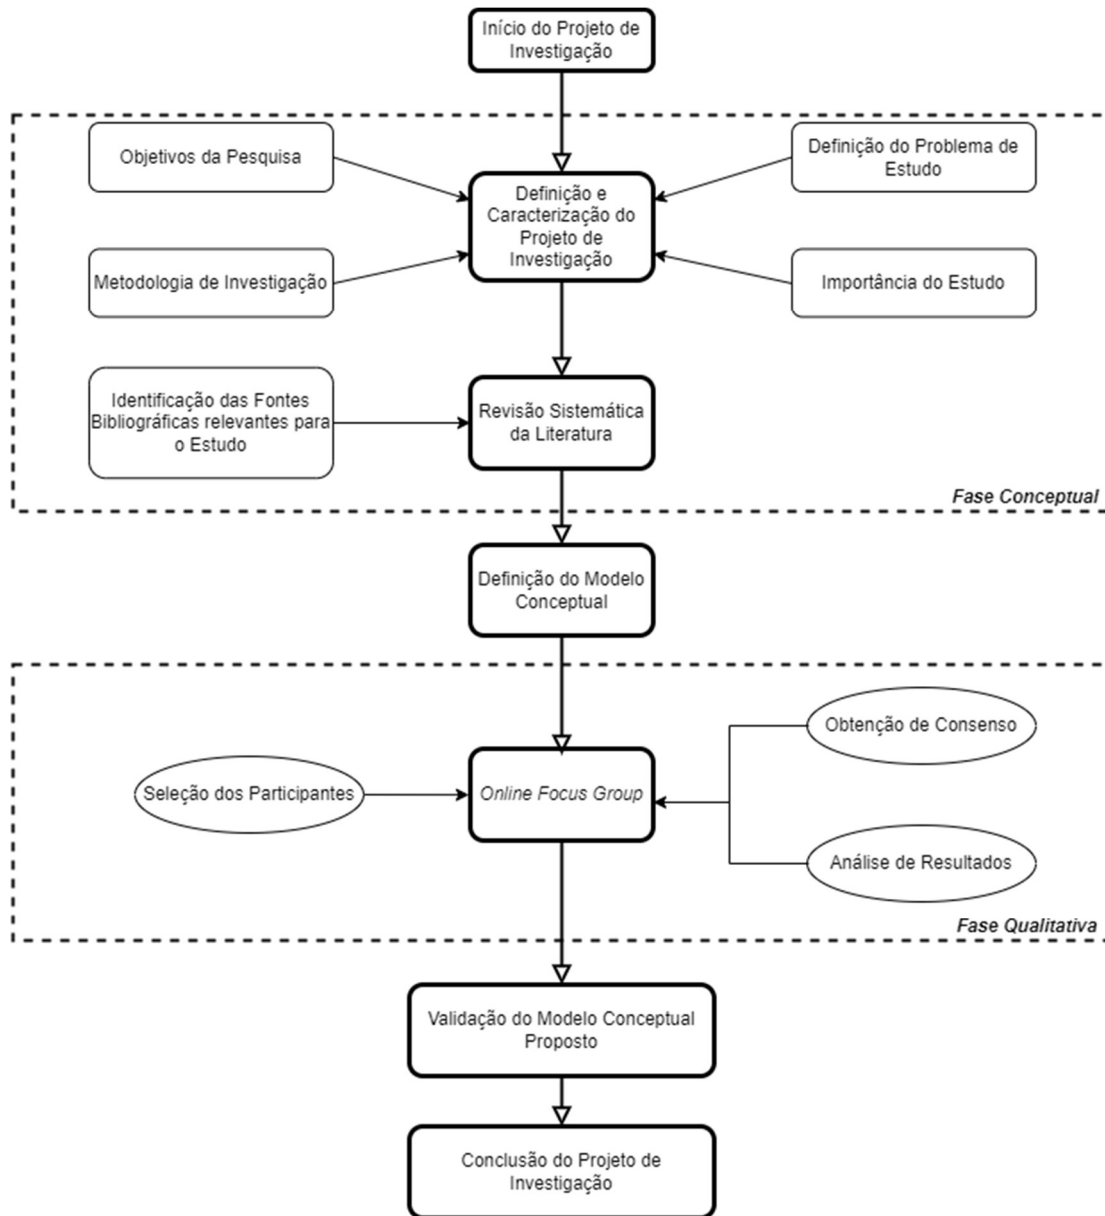 Início do Projeto de
Investigação
Objetivos da Pesquisa
Definição do Problema de
Estudo
Definição e
Caracterização do
Projeto de
Investigação
Metodologia de Investigação
Importância do Estudo
Identificação das Fontes
Bibliográficas relevantes para
o Estudo
Revisão Sistemática
da Literatura
Fase Conceptual
Definição do Modelo
Conceptual
Obtenção de Consenso
Seleção dos Participantes
Online Focus Group
Análise de Resultados
Fase Qualitativa
Validação do Modelo Conceptual
Proposto
Conclusão do Projeto de
Investigação